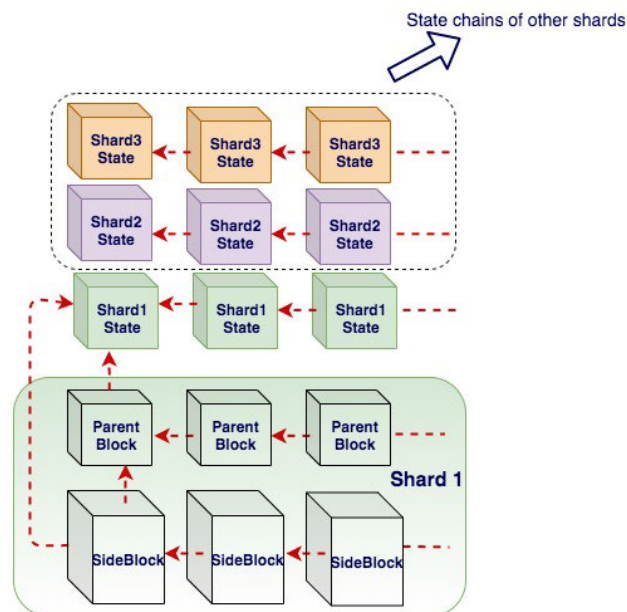 State chains of other shards
Shard3
State
Shard3
State
Shard3
State
Shard2
State
Shard2
State
Shard2
State
Shard1
State
Shard1
State
Shard1
State
Parent
Block
Parent
Block
Parent
Block
Shard 1
SideBlock
SideBlock
SideBlock